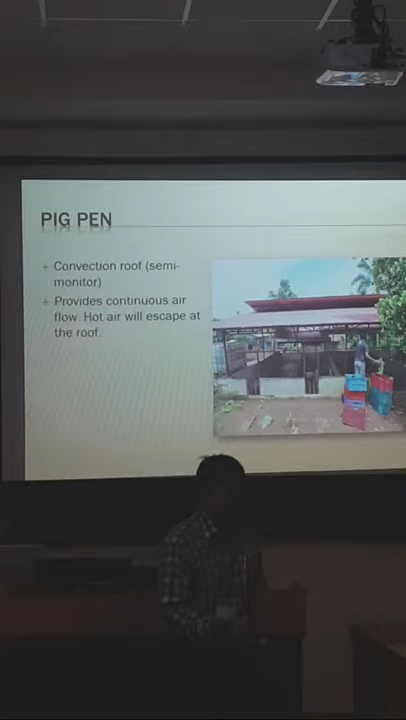 PIG PEN
+ Convection roof (semi-
monitor)
+ Provides continuous air
flow. Hot air will escape at
the roof.